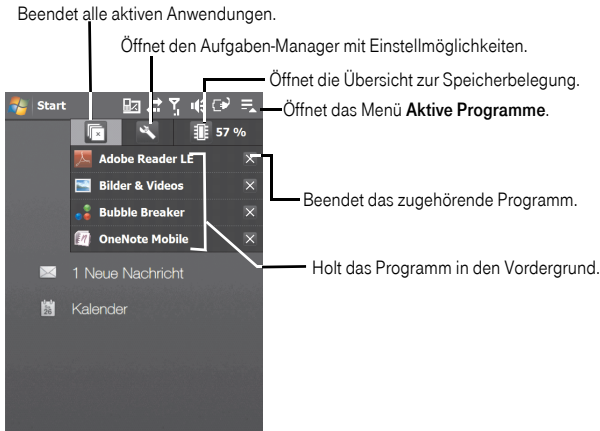 Beendet alle aktiven Anwendungen.
Öffnet den Aufgaben-Manager mit Einstellmöglichkeiten.
Öffnet die Übersicht zur Speicherbelegung.
Öffnet das Menü Aktive Programme.
Start
57 %
Adobe Reader LE
Bilder & Videos
Bubble Breaker
OneNote Mobile
Beendet das zugehörende Programm.
Holt das Programm in den Vordergrund.
1 Neue Nachricht
26
Kalender